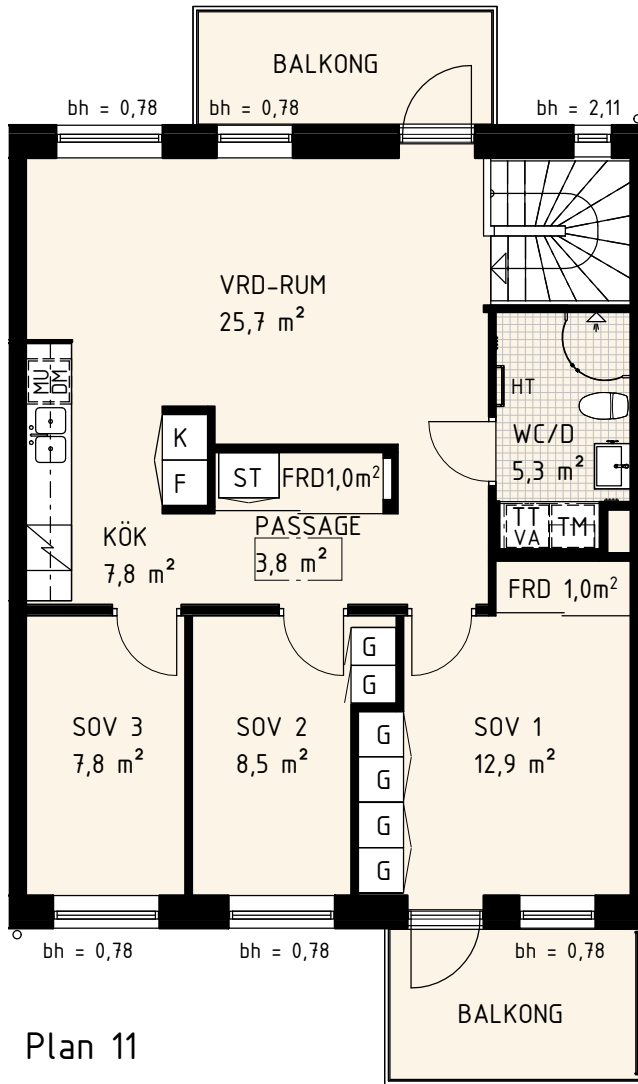 BALKONG
bh = 0,78
bh = 0,78
bh = 2,11
VRD-RUM
25,7 m²
MU
DM
HT
WC/D
5,3 m²
K
F
ST
FRD1,0m²
TT
VA
TM
KÖK
7,8 m²
PASSAGE
3,8 m²
FRD 1,0m²
G
G
SOV 3
7,8 m²
SOV 2
8,5 m²
G
G
G
G
SOV 1
12,9 m²
bh = 0,78
bh = 0,78
bh = 0,78
BALKONG
Plan 11